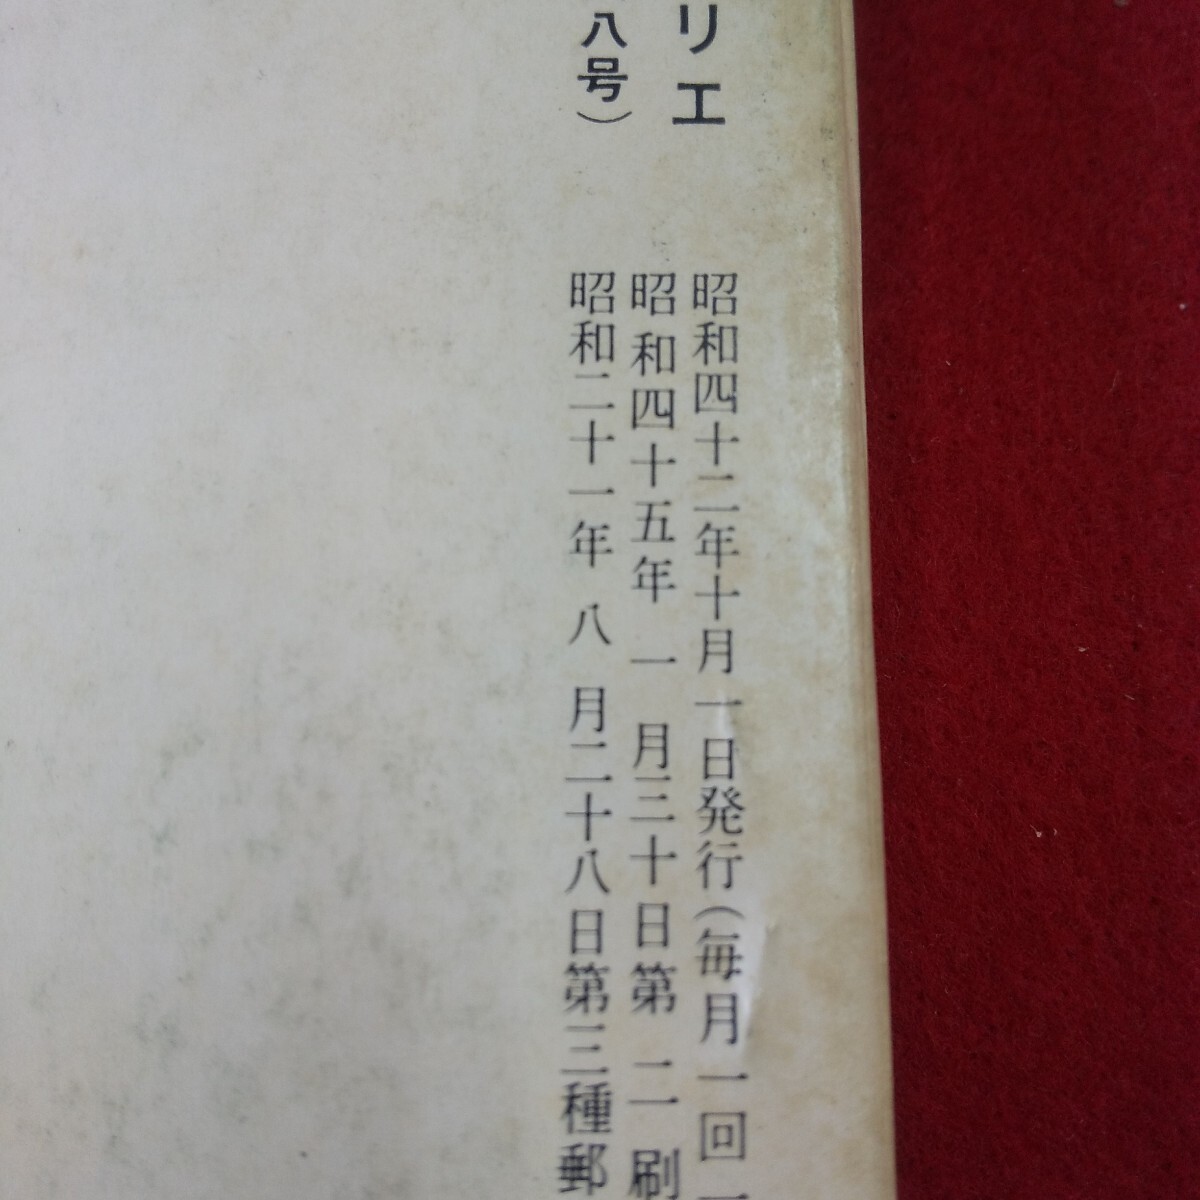 リエ
八号）
昭和四十二年十月一日発行（毎月一回一
昭和四十五年一月三十日第二刷
昭和二十一年八月二十八日第三種郵